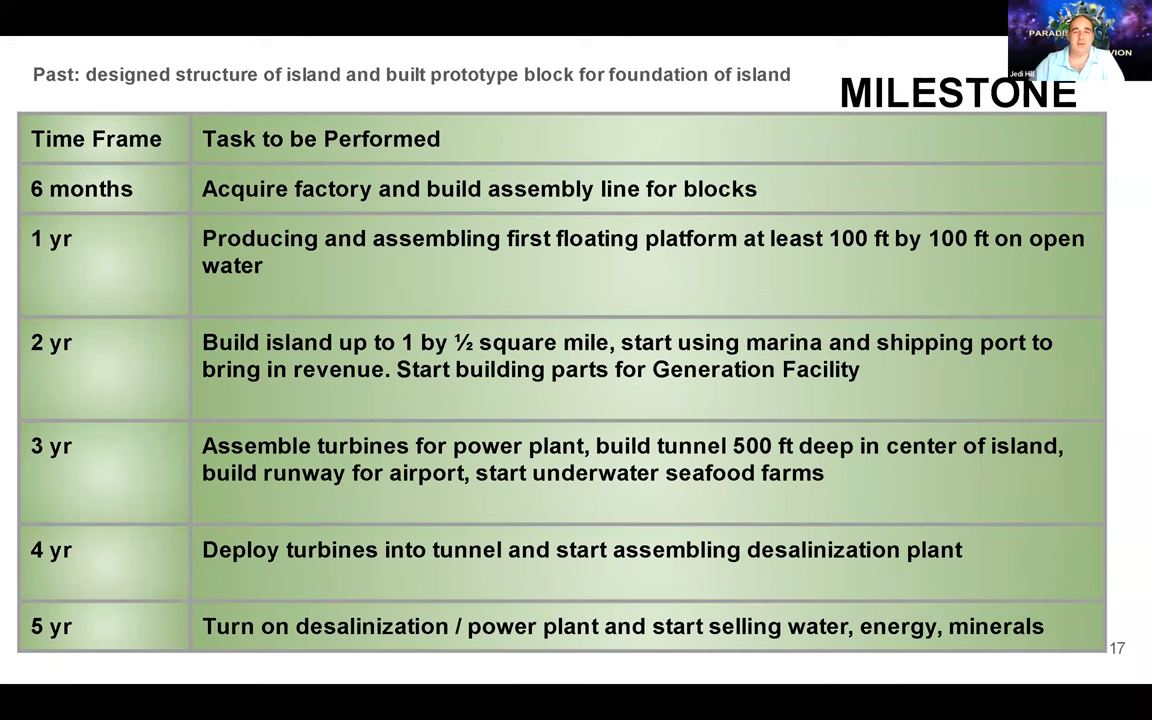 PARADIS
VION
Jedi Hill
Past: designed structure of island and built prototype block for foundation of island
MILESTONE
Time Frame
Task to be Performed
6 months
Acquire factory and build assembly line for blocks
1 yr
Producing and assembling first floating platform at least 100 ft by 100 ft on open
water
2 yr
Build island up to 1 by ½ square mile, start using marina and shipping port to
bring in revenue. Start building parts for Generation Facility
3 yr
Assemble turbines for power plant, build tunnel 500 ft deep in center of island,
build runway for airport, start underwater seafood farms
4 yr
Deploy turbines into tunnel and start assembling desalinization plant
5 yr
Turn on desalinization / power plant and start selling water, energy, minerals
17